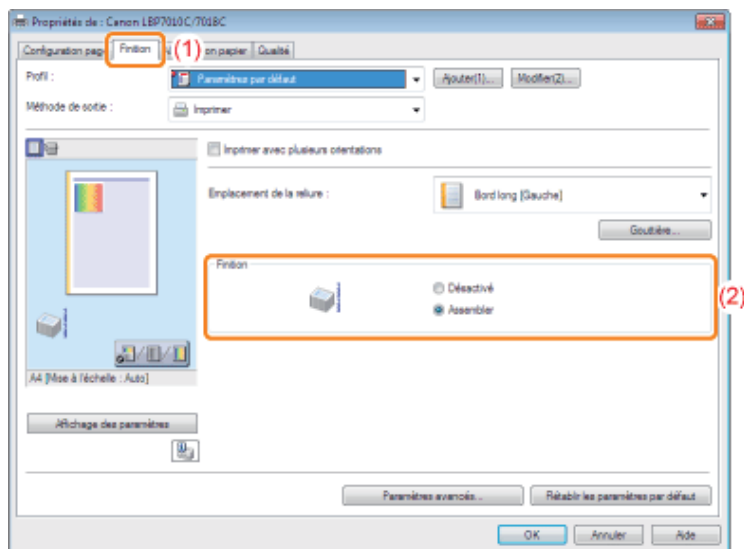 Propriétés de : Canon LBP7010C/7018C
Configuration page Finition (1) on papier Qualité
Profil : Paramètres par défaut Ajouter(1)... Modifier(2)...
Méthode de sortie : Imprimer
Imprimer avec plusieurs orientations
Emplacement de la reliure : Bord long [Gauche]
Gouttière...
Finition
Désactivé
(2)
Assembler
A4 [Mise à l'échelle : Auto]
Affichage des paramètres
Paramètres avancés... Rétablir les paramètres par défaut
OK Annuler Aide